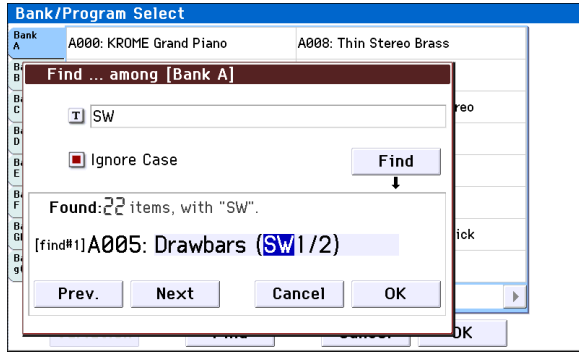 Bank/Program Select
Bank
A
A000: KROME Grand Piano
A008: Thin Stereo Brass
B
Find ... among [Bank A]
C
reo
T
SW
D
Ignore Case
Find
E
F
Found:22 items, with "SW".
[find#1]A005: Drawbars (SW1/2)
ick
Prev.
Next
Cancel
OK
OK